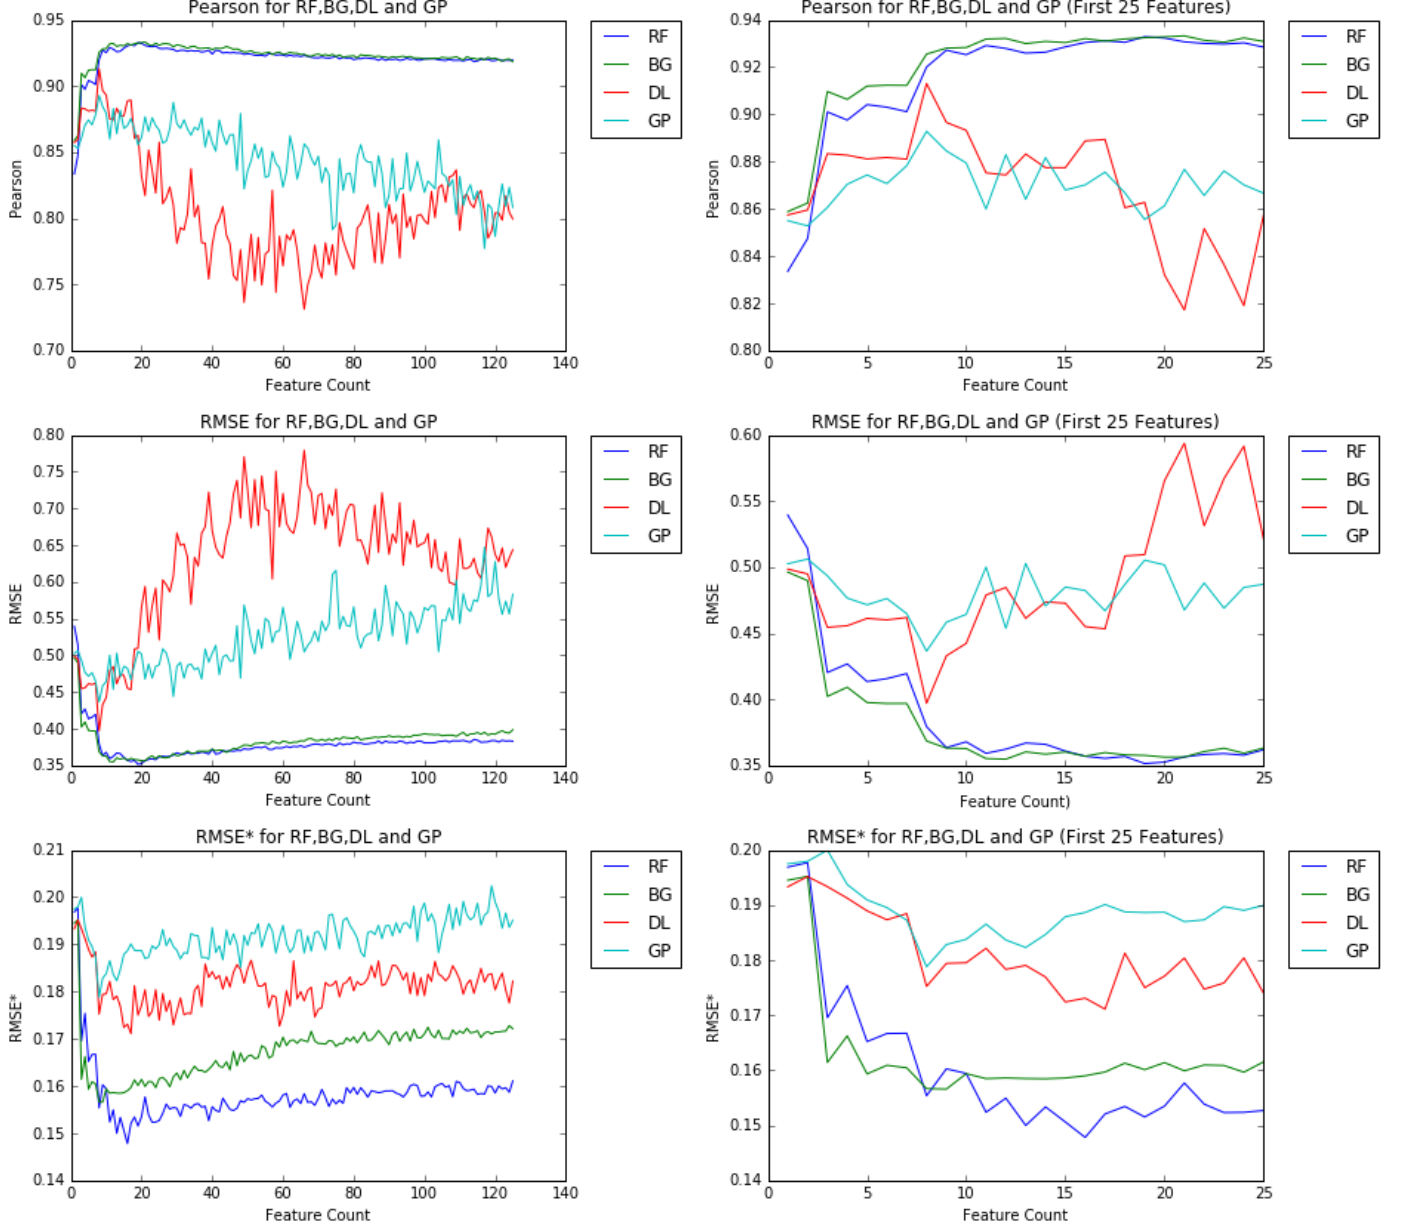 Pearson for RF,BG,DL and GP
0.95
0.90
0.85
0.80
0.75
0.70
Pearson
0 20 40 60 80 100 120 140
Feature Count
RF
BG
DL
GP
Pearson for RF,BG,DL and GP (First 25 Features)
0.94
0.92
0.90
0.88
0.86
0.84
0.82
0.80
Pearson
0 5 10 15 20 25
Feature Count
RF
BG
DL
GP
RMSE for RF,BG,DL and GP
0.80
0.75
0.70
0.65
0.60
0.55
0.50
0.45
0.40
0.35
RMSE
0 20 40 60 80 100 120 140
Feature Count
RF
BG
DL
GP
RMSE for RF,BG,DL and GP (First 25 Features)
0.60
0.55
0.50
0.45
0.40
0.35
RMSE
0 5 10 15 20 25
Feature Count)
RF
BG
DL
GP
RMSE* for RF,BG,DL and GP
0.21
0.20
0.19
0.18
0.17
0.16
0.15
0.14
RMSE*
0 20 40 60 80 100 120 140
Feature Count
RF
BG
DL
GP
RMSE* for RF,BG,DL and GP (First 25 Features)
0.20
0.19
0.18
0.17
0.16
0.15
0.14
RMSE*
0 5 10 15 20 25
Feature Count
RF
BG
DL
GP